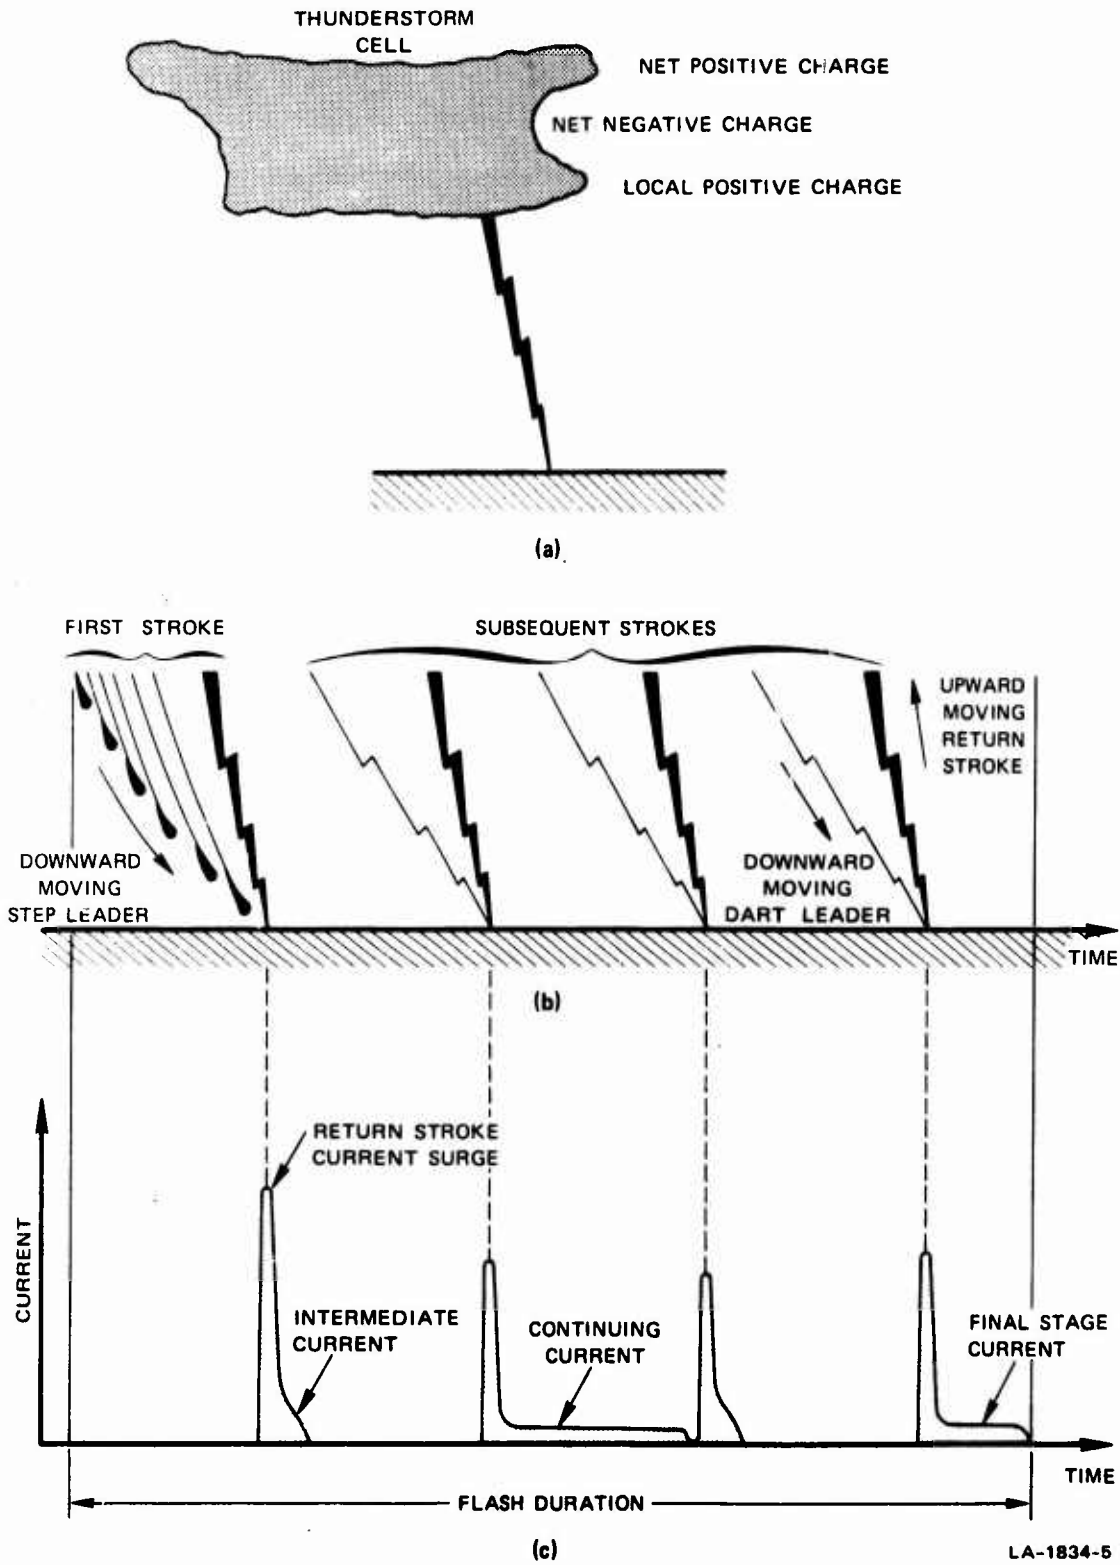 THUNDERSTORM
CELL
NET POSITIVE CHARGE
NET NEGATIVE CHARGE
LOCAL POSITIVE CHARGE
(a)
FIRST STROKE
SUBSEQUENT STROKES
UPWARD
MOVING
RETURN
STROKE
DOWNWARD
MOVING
STEP LEADER
DOWNWARD
MOVING
DART LEADER
TIME
(b)
RETURN STROKE
CURRENT SURGE
CURRENT
INTERMEDIATE
CURRENT
CONTINUING
CURRENT
FINAL STAGE
CURRENT
TIME
FLASH DURATION
(c)
LA-1834-5